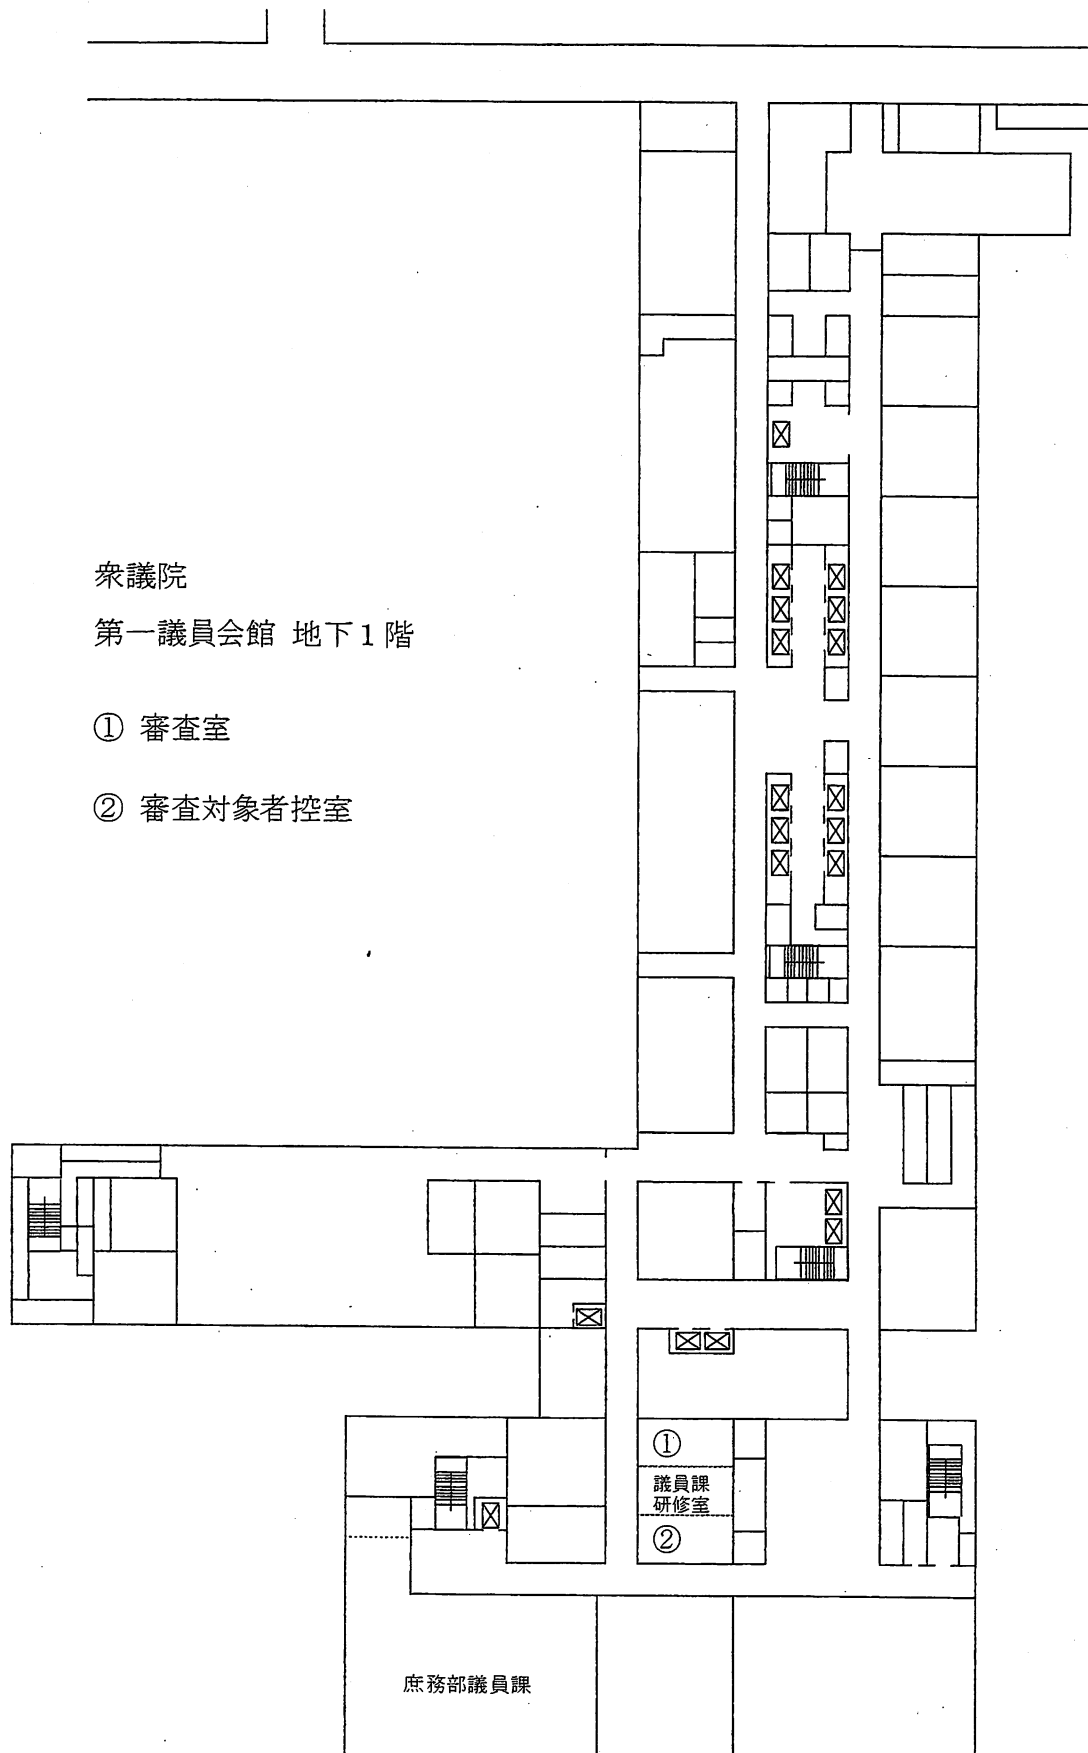 衆議院
第一議員会館 地下1階
① 審査室
② 審査対象者控室
①
議員課
研修室
②
庶務部議員課